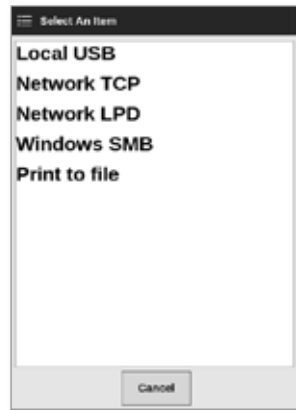 Select An Item
Local USB
Network TCP
Network LPD
Windows SMB
Print to file
Cancel